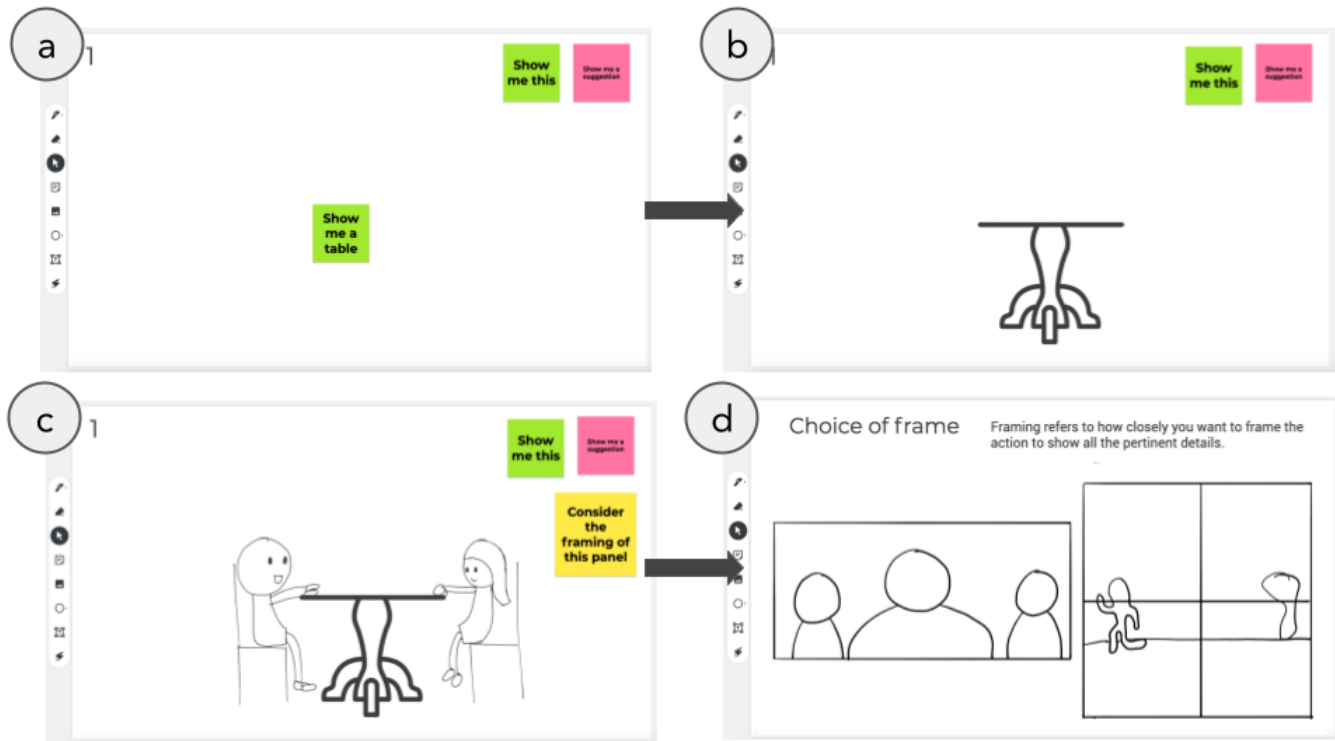 a
1
Show
me this
Show me a
suggestion
Show
me a
table
b
Show
me this
Show me a
suggestion
c
1
Show
me this
Show me a
suggestion
Consider
the
framing of
this panel
d
Choice of frame
Framing refers to how closely you want to frame the
action to show all the pertinent details.